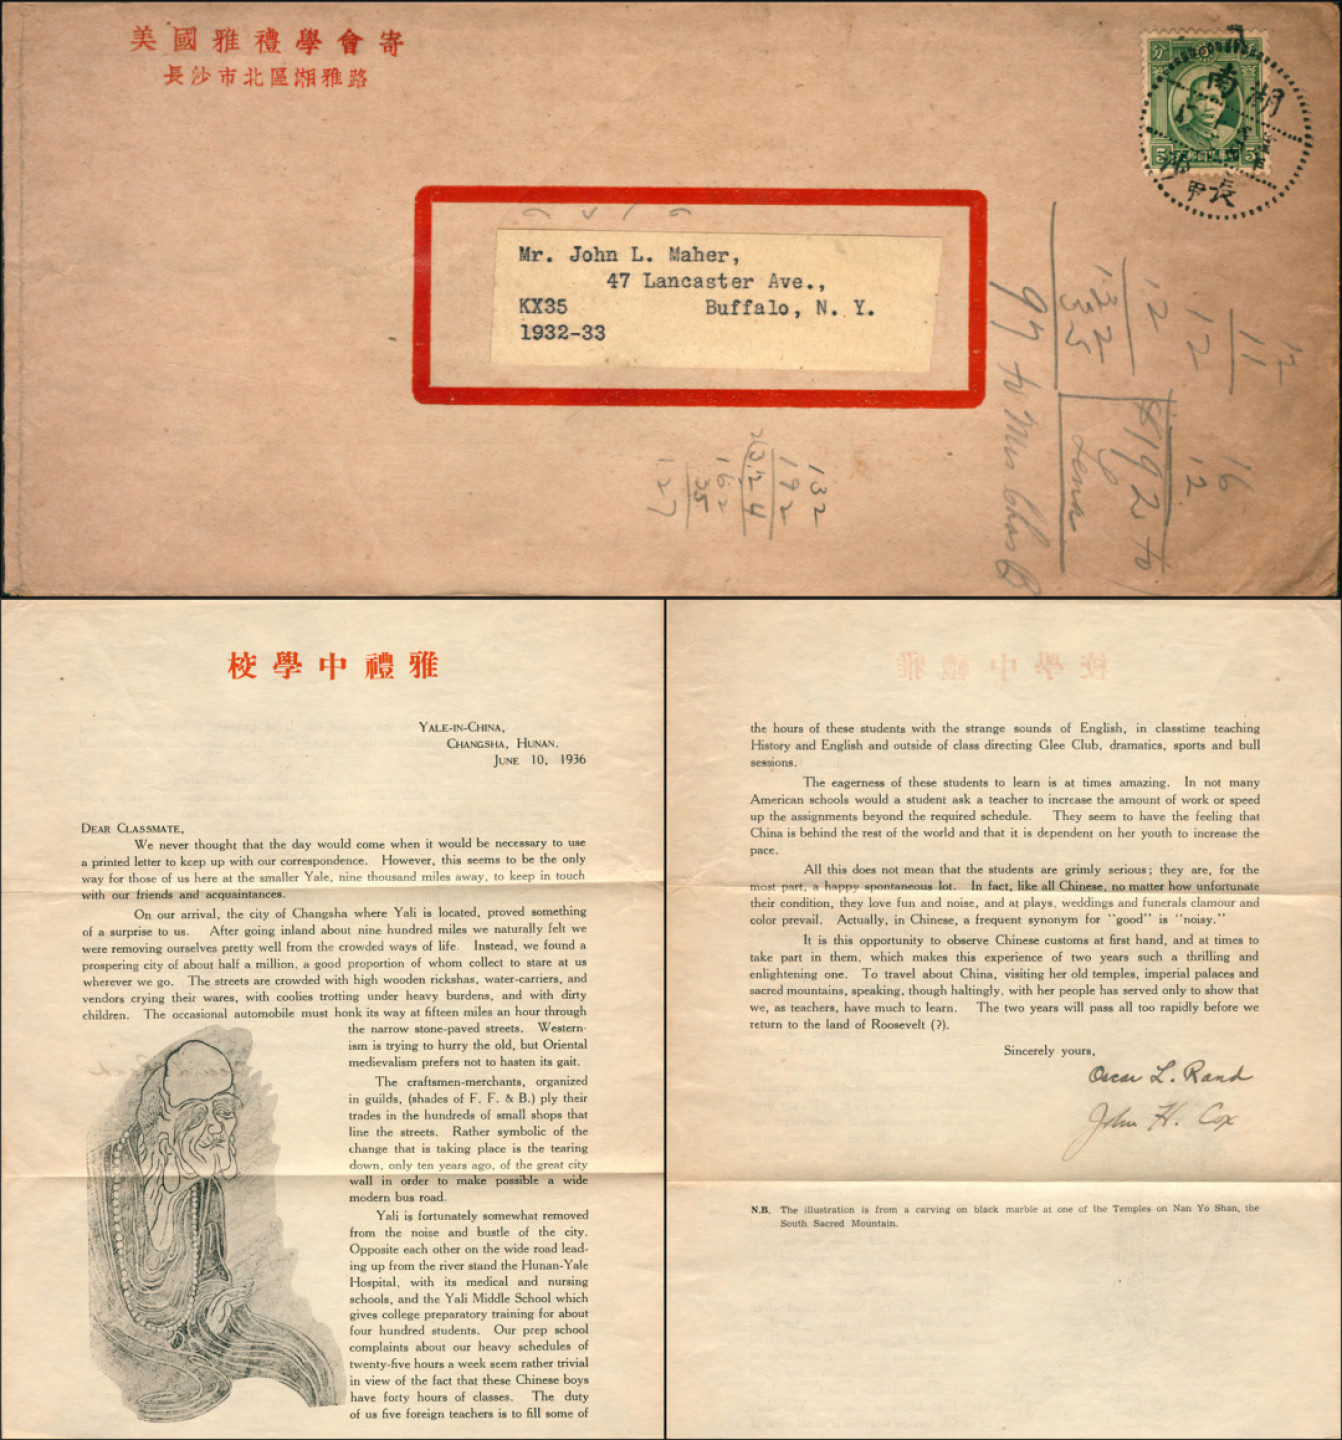 美國雅禮學會寄
長沙市北區湘雅路
分
5 5
湖南
長
甲
Mr. John L. Maher,
47 Lancaster Ave.,
KX35 Buffalo, N. Y.
1932-33
12
11
12
16
12
12
132
35
97 to Mrs Chas B
$192 to
Lena
132
192
162
35
127
校學中禮雅
YALE-IN-CHINA,
CHANGSHA, HUNAN.
JUNE 10, 1936
DEAR CLASSMATE,
We never thought that the day would come when it would be necessary to use
a printed letter to keep up with our correspondence. However, this seems to be the only
way for those of us here at the smaller Yale, nine thousand miles away, to keep in touch
with our friends and acquaintances.
On our arrival, the city of Changsha where Yali is located, proved something
of a surprise to us. After going inland about nine hundred miles we naturally felt we
were removing ourselves pretty well from the crowded ways of life. Instead, we found a
prospering city of about half a million, a good proportion of whom collect to stare at us
wherever we go. The streets are crowded with high wooden rickshas, water-carriers, and
vendors crying their wares, with coolies trotting under heavy burdens, and with dirty
children. The occasional automobile must honk its way at fifteen miles an hour through
the narrow stone-paved streets. Western-
ism is trying to hurry the old, but Oriental
medievalism prefers not to hasten its gait.
The craftsmen-merchants, organized
in guilds, (shades of F. F. & B.) ply their
trades in the hundreds of small shops that
line the streets. Rather symbolic of the
change that is taking place is the tearing
down, only ten years ago, of the great city
wall in order to make possible a wide
modern bus road.
Yali is fortunately somewhat removed
from the noise and bustle of the city.
Opposite each other on the wide road lead-
ing up from the river stand the Hunan-Yale
Hospital, with its medical and nursing
schools, and the Yali Middle School which
gives college preparatory training for about
four hundred students. Our prep school
complaints about our heavy schedules of
twenty-five hours a week seem rather trivial
in view of the fact that these Chinese boys
have forty hours of classes. The duty
of us five foreign teachers is to fill some of
the hours of these students with the strange sounds of English, in classtime teaching
History and English and outside of class directing Glee Club, dramatics, sports and bull
sessions.
The eagerness of these students to learn is at times amazing. In not many
American schools would a student ask a teacher to increase the amount of work or speed
up the assignments beyond the required schedule. They seem to have the feeling that
China is behind the rest of the world and that it is dependent on her youth to increase the
pace.
All this does not mean that the students are grimly serious; they are, for the
most part, a happy spontaneous lot. In fact, like all Chinese, no matter how unfortunate
their condition, they love fun and noise, and at plays, weddings and funerals clamour and
color prevail. Actually, in Chinese, a frequent synonym for "good" is "noisy."
It is this opportunity to observe Chinese customs at first hand, and at times to
take part in them, which makes this experience of two years such a thrilling and
enlightening one. To travel about China, visiting her old temples, imperial palaces and
sacred mountains, speaking, though haltingly, with her people has served only to show that
we, as teachers, have much to learn. The two years will pass all too rapidly before we
return to the land of Roosevelt (?).
Sincerely yours,
Oscar L. Rand
John H. Cox
N.B. The illustration is from a carving on black marble at one of the Temples on Nan Yo Shan, the
South Sacred Mountain.